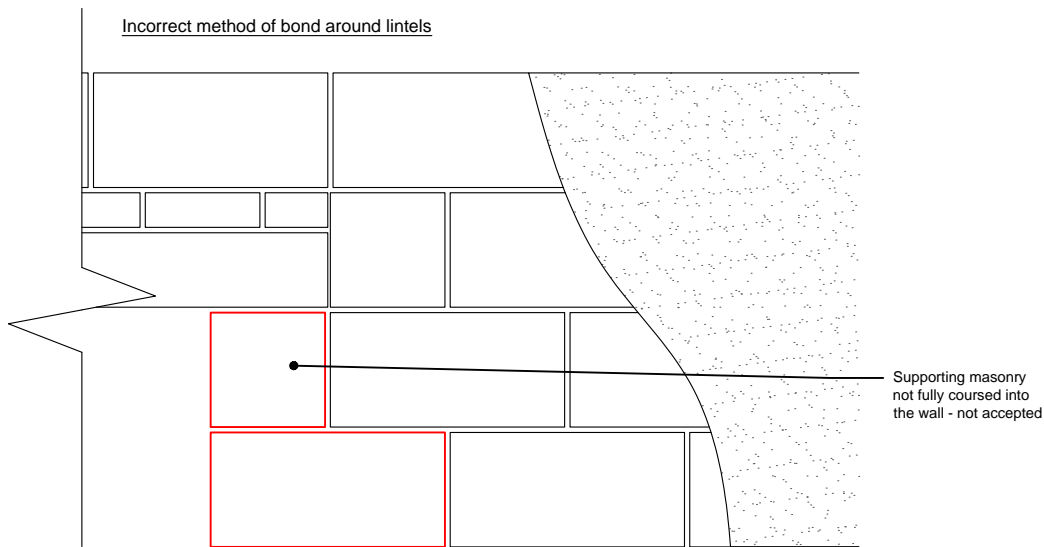 Incorrect method of bond around lintels
Supporting masonry
not fully coursed into
the wall - not accepted